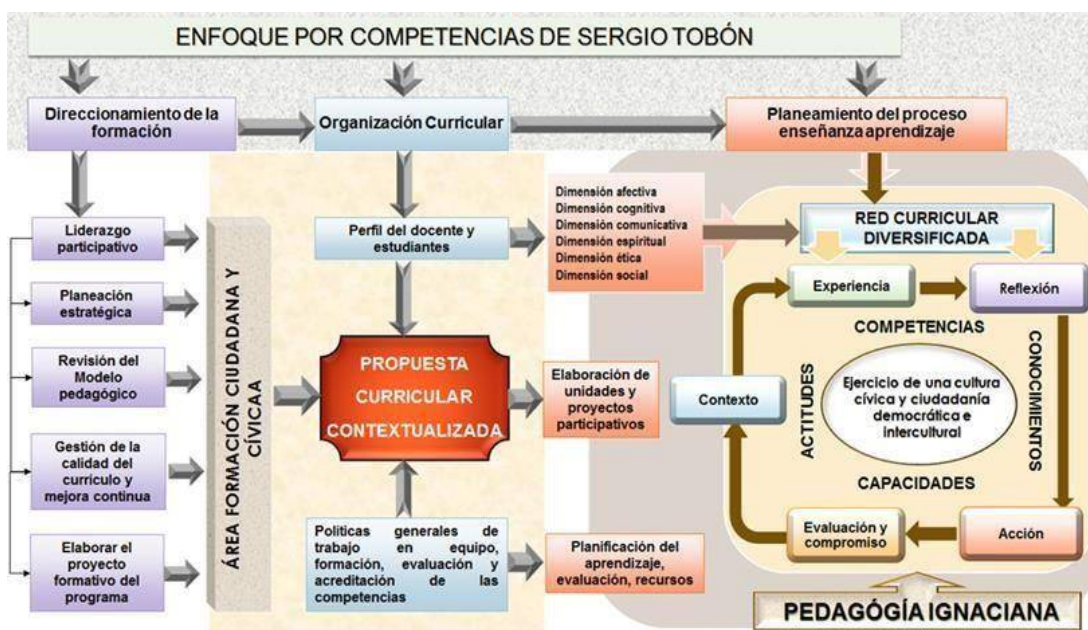 ENFOQUE POR COMPETENCIAS DE SERGIO TOBÓN
Direccionamiento de la
formación
Organización Curricular
Planeamiento del proceso
enseñanza aprendizaje
Liderazgo
participativo
Planeación
estratégica
Revisión del
Modelo
pedagógico
Gestión de la
calidad del
currículo y
mejora continua
Elaborar el
proyecto
formativo del
programa
ÁREA FORMACIÓN CIUDADANA Y
CÍVICAA
Perfil del docente y
estudiantes
PROPUESTA
CURRICULAR
CONTEXTUALIZADA
Políticas generales de
trabajo en equipo,
formación, evaluación y
acreditación de las
competencias
Dimensión afectiva
Dimensión cognitiva
Dimensión comunicativa
Dimensión espiritual
Dimensión ética
Dimensión social
Elaboración de
unidades y
proyectos
participativos
Planificación del
aprendizaje,
evaluación, recursos
RED CURRICULAR
DIVERSIFICADA
Experiencia
Reflexión
COMPETENCIAS
Contexto
ACTITUDES
Ejercicio de una cultura
cívica y ciudadanía
democrática e
intercultural
CONOCIMIENTOS
CAPACIDADES
Evaluación y
compromiso
Acción
PEDAGÓGÍA IGNACIANA